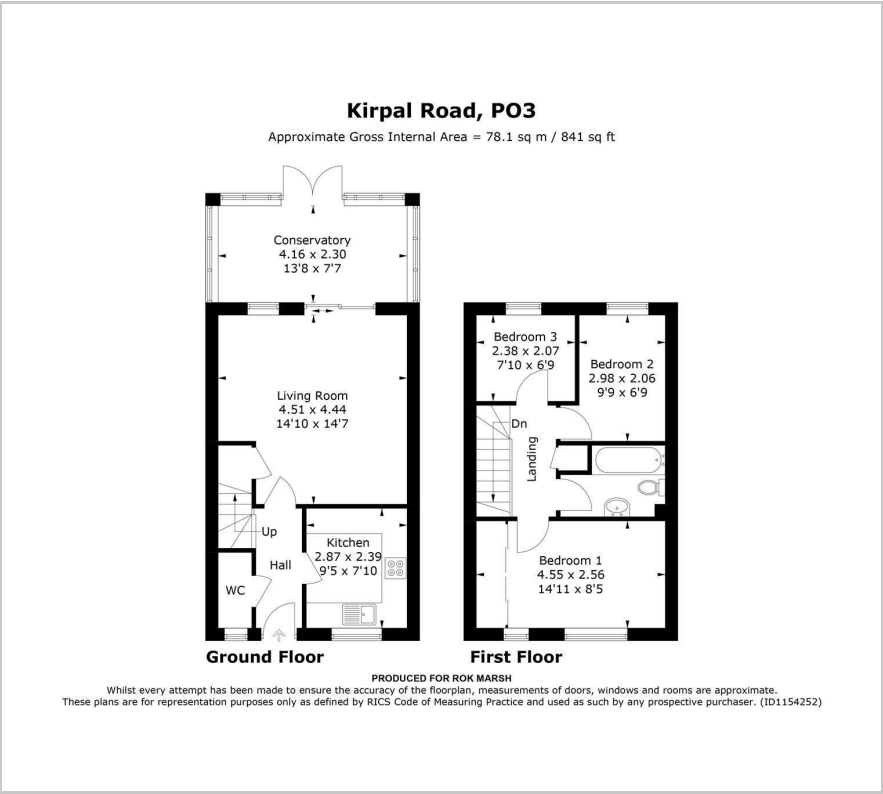 Kirpal Road, PO3
Approximate Gross Internal Area = 78.1 sq m / 841 sq ft
Conservatory
4.16 x 2.30
13'8 x 7'7
Living Room
4.51 x 4.44
14'10 x 14'7
Up
Hall
Kitchen
2.87 x 2.39
9'5 x 7'10
WC
Ground Floor
Bedroom 3
2.38 x 2.07
7'10 x 6'9
Bedroom 2
2.98 x 2.06
9'9 x 6'9
Dn
Landing
Bedroom 1
4.55 x 2.56
14'11 x 8'5
First Floor
PRODUCED FOR ROK MARSH
Whilst every attempt has been made to ensure the accuracy of the floorplan, measurements of doors, windows and rooms are approximate.
These plans are for representation purposes only as defined by RICS Code of Measuring Practice and used as such by any prospective purchaser. (ID1154252)